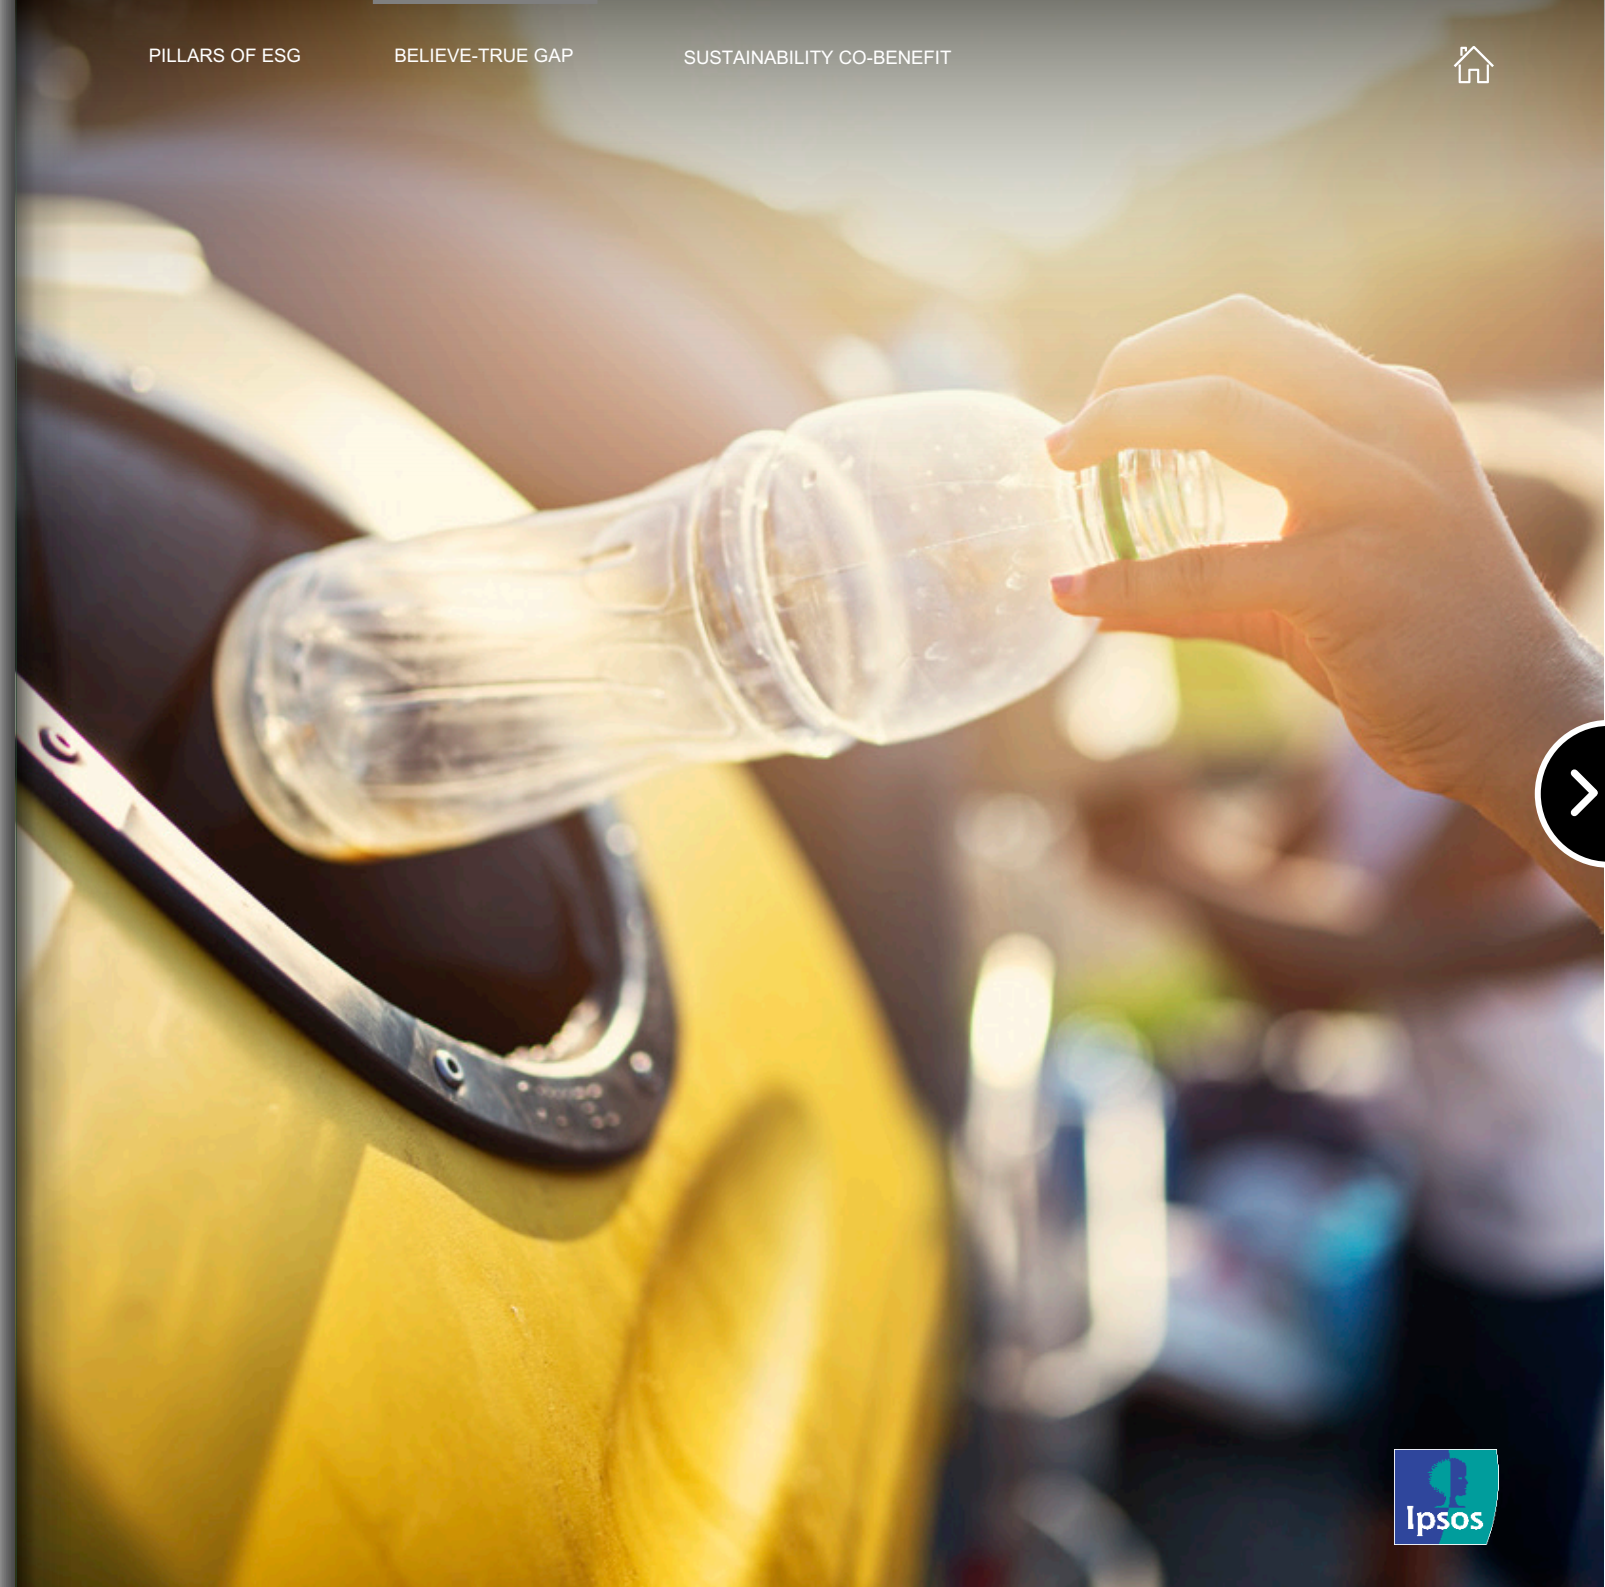 PILLARS OF ESG
BELIEVE-TRUE GAP
SUSTAINABILITY CO-BENEFIT
Ipsos